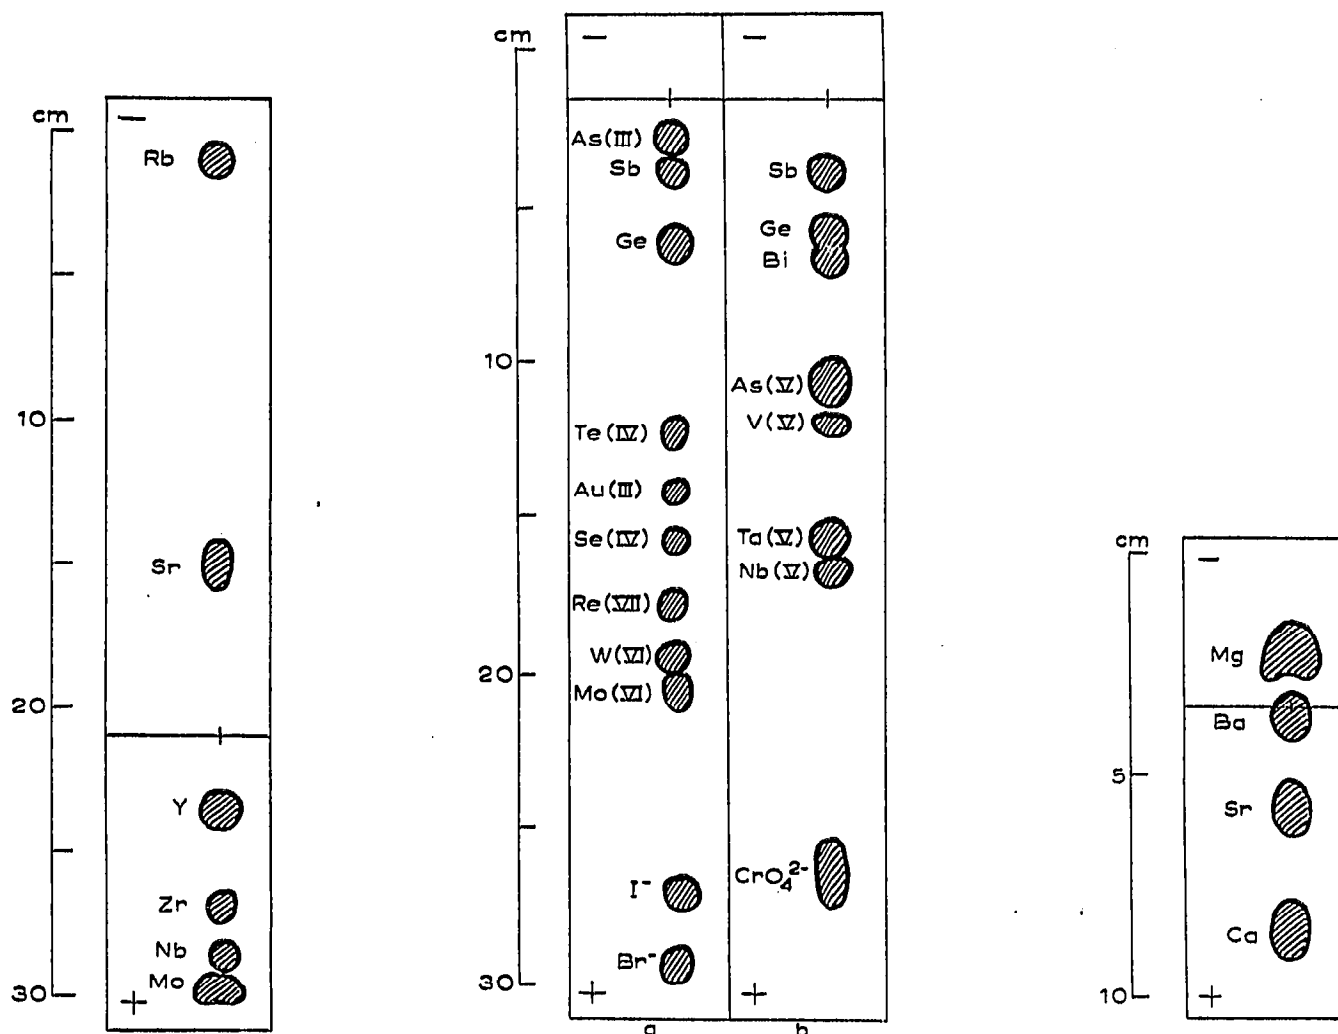 cm
−
Rb
10
Sr
20
Y
Zr
Nb
Mo
30
+
cm
−
−
As(III)
Sb
Sb
Ge
Ge
Bi
10
As(V)
Te(IV)
V(V)
Au(III)
Se(IV)
Ta(V)
Nb(V)
Re(VII)
W(VI)
20
Mo(VI)
I⁻
CrO₄²⁻
Br⁻
30
+
+
a
b
cm
−
Mg
Ba
5
Sr
Ca
10
+